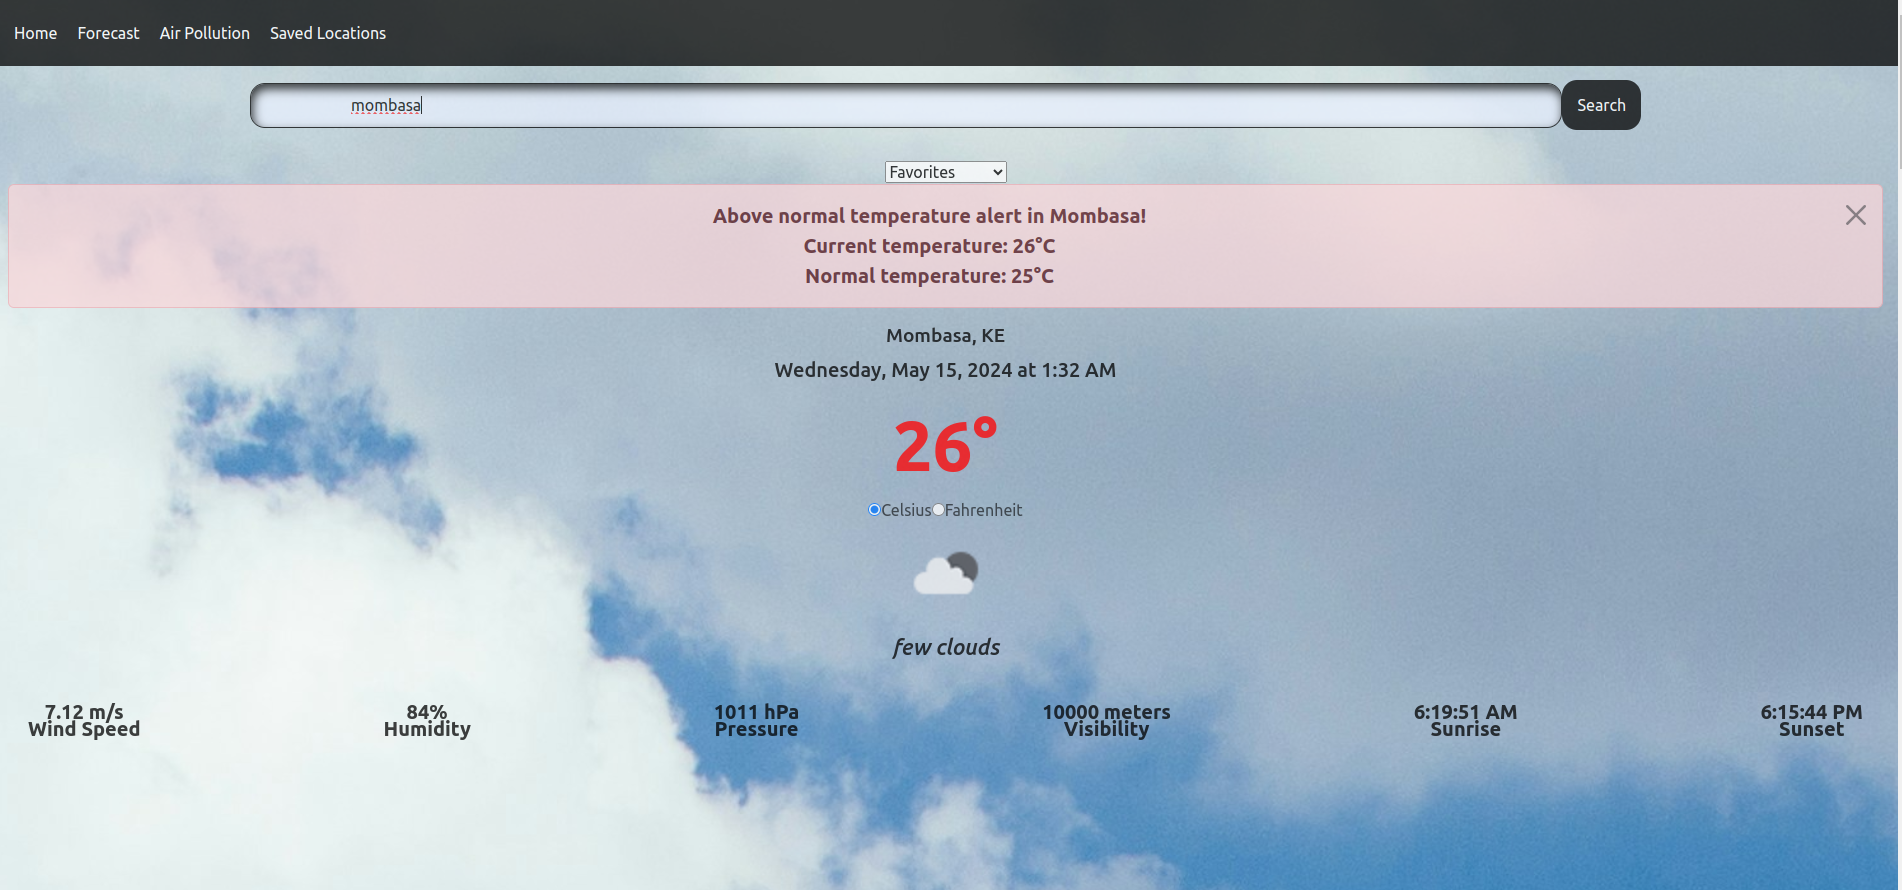 Home Forecast Air Pollution Saved Locations
mombasa Search
Favorites
Above normal temperature alert in Mombasa!
Current temperature: 26°C
Normal temperature: 25°C
Mombasa, KE
Wednesday, May 15, 2024 at 1:32 AM
26°
Celsius Fahrenheit
few clouds
7.12 m/s
Wind Speed
84%
Humidity
1011 hPa
Pressure
10000 meters
Visibility
6:19:51 AM
Sunrise
6:15:44 PM
Sunset